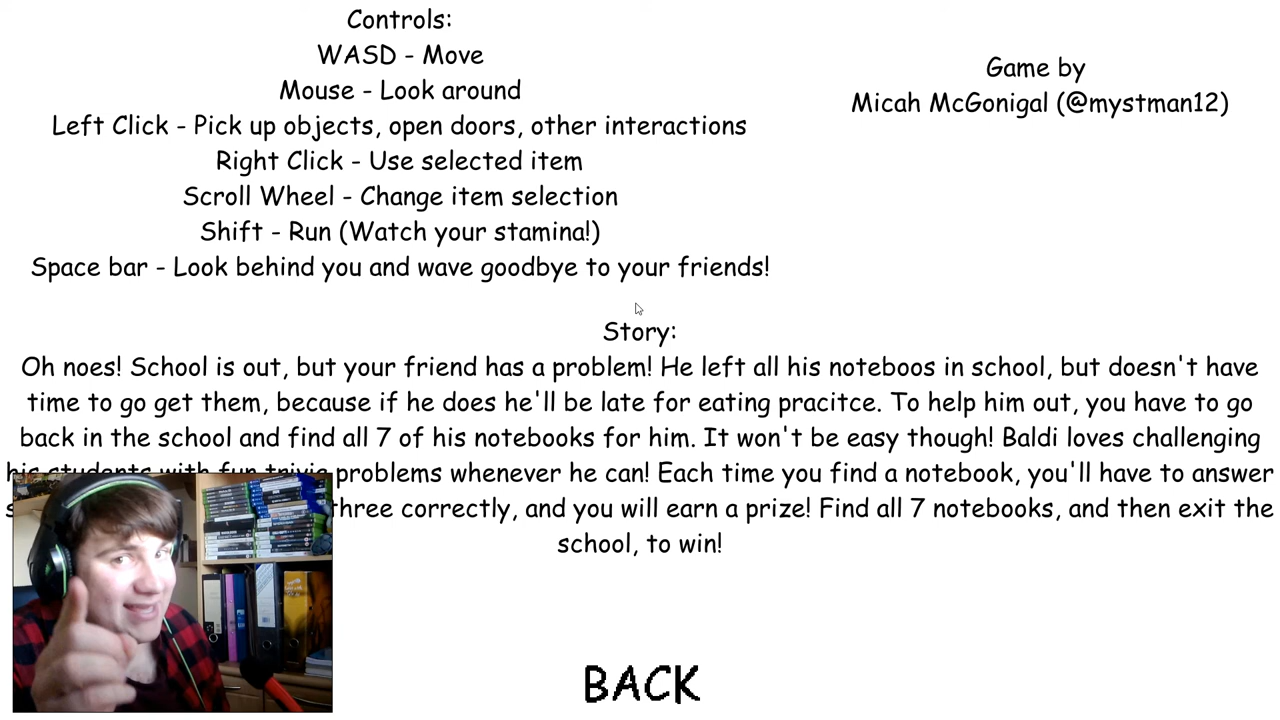 Controls:
WASD - Move
Mouse - Look around
Left Click - Pick up objects, open doors, other interactions
Right Click - Use selected item
Scroll Wheel - Change item selection
Shift - Run (Watch your stamina!)
Space bar - Look behind you and wave goodbye to your friends!
Game by
Micah McGonigal (@mystman12)
Story:
Oh noes! School is out, but your friend has a problem! He left all his noteboos in school, but doesn't have
time to go get them, because if he does he'll be late for eating pracitce. To help him out, you have to go
back in the school and find all 7 of his notebooks for him. It won't be easy though! Baldi loves challenging
his students with fun trivia problems whenever he can! Each time you find a notebook, you'll have to answer
three correctly, and you will earn a prize! Find all 7 notebooks, and then exit the
school, to win!
BACK